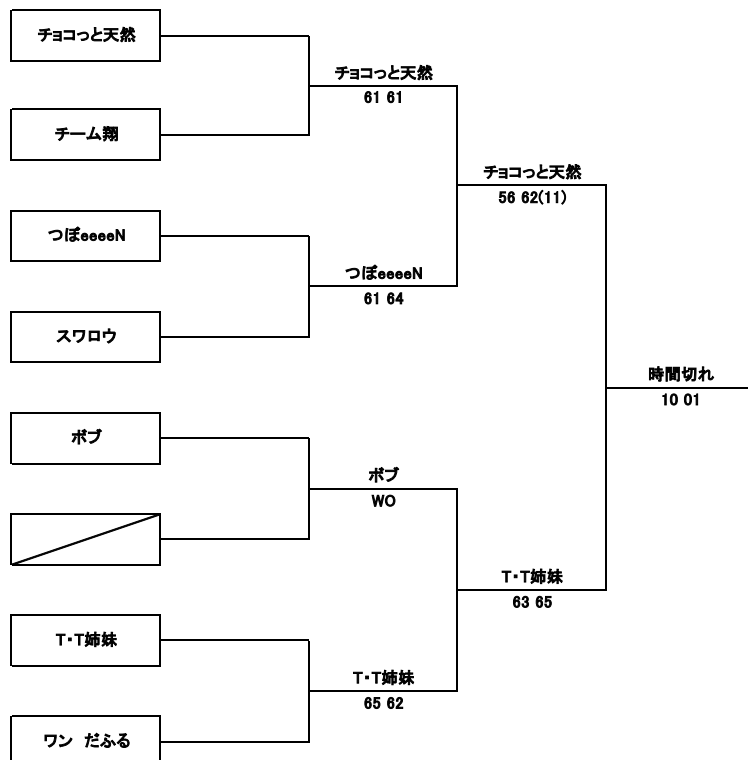 チョコっと天然
チョコっと天然
61 61
チーム翔
チョコっと天然
56 62(11)
つぽeeeeN
つぽeeeeN
61 64
スワロウ
時間切れ
10 01
ボブ
ボブ
WO
T・T姉妹
63 65
T・T姉妹
T・T姉妹
65 62
ワン　だふる